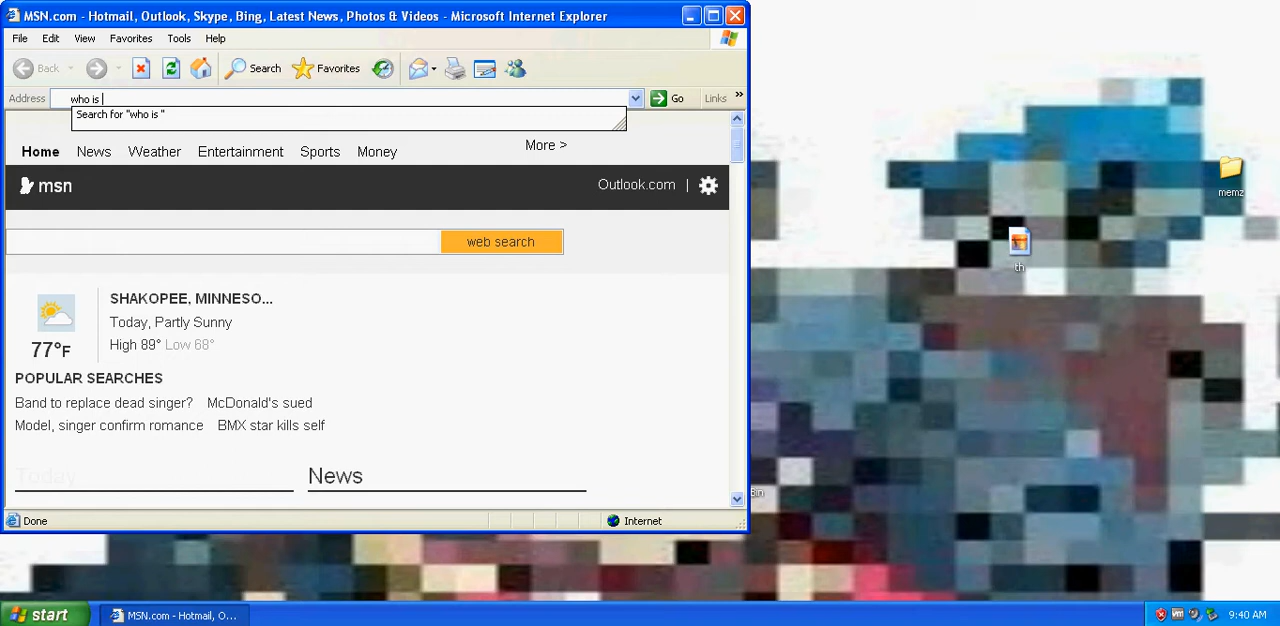 MSN.com - Hotmail, Outlook, Skype, Bing, Latest News, Photos & Videos - Microsoft Internet Explorer
File Edit View Favorites Tools Help
Back Search Favorites
Address who is Go Links »
Search for "who is "
Home News Weather Entertainment Sports Money More >
msn Outlook.com |
web search
SHAKOPEE, MINNESO...
Today, Partly Sunny
77°F High 89° Low 68°
POPULAR SEARCHES
Band to replace dead singer? McDonald's sued
Model, singer confirm romance BMX star kills self
Today News
Done Internet
memz
th
start MSN.com - Hotmail, O... 9:40 AM